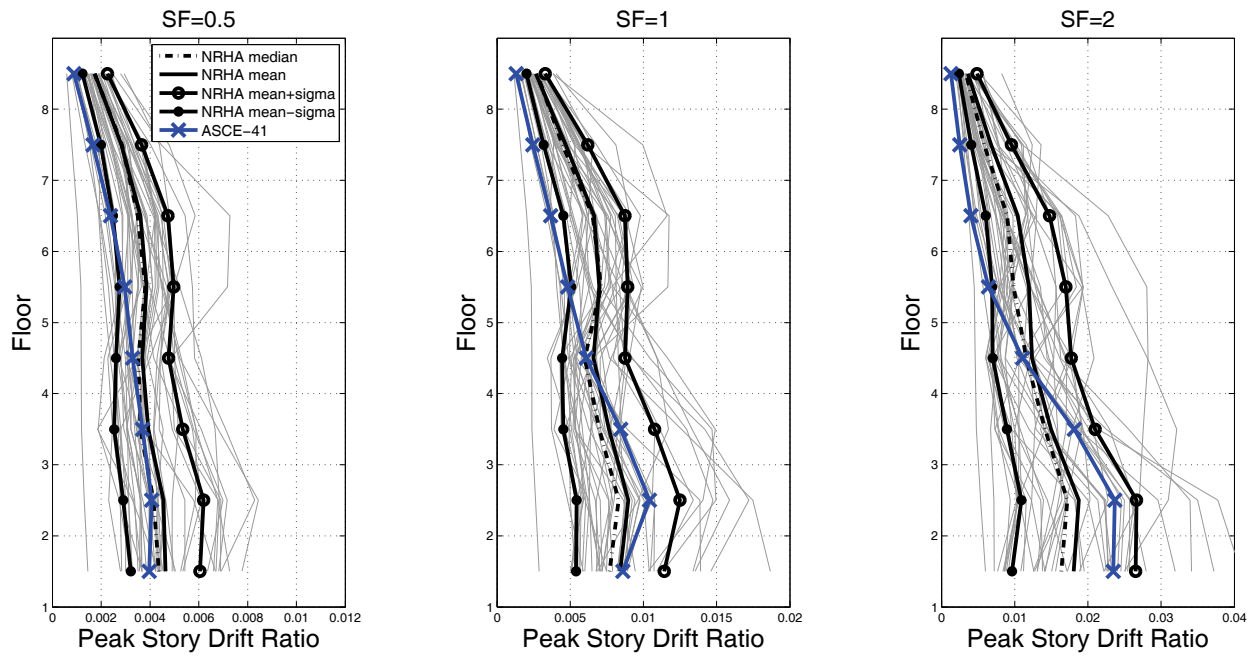 SF=0.5
NRHA median
NRHA mean
NRHA mean+sigma
NRHA mean−sigma
ASCE−41
8
7
6
5
4
3
2
1
Floor
0
0.002
0.004
0.006
0.008
0.01
0.012
Peak Story Drift Ratio
SF=1
8
7
6
5
4
3
2
1
Floor
0
0.005
0.01
0.015
0.02
Peak Story Drift Ratio
SF=2
8
7
6
5
4
3
2
1
Floor
0
0.01
0.02
0.03
0.04
Peak Story Drift Ratio